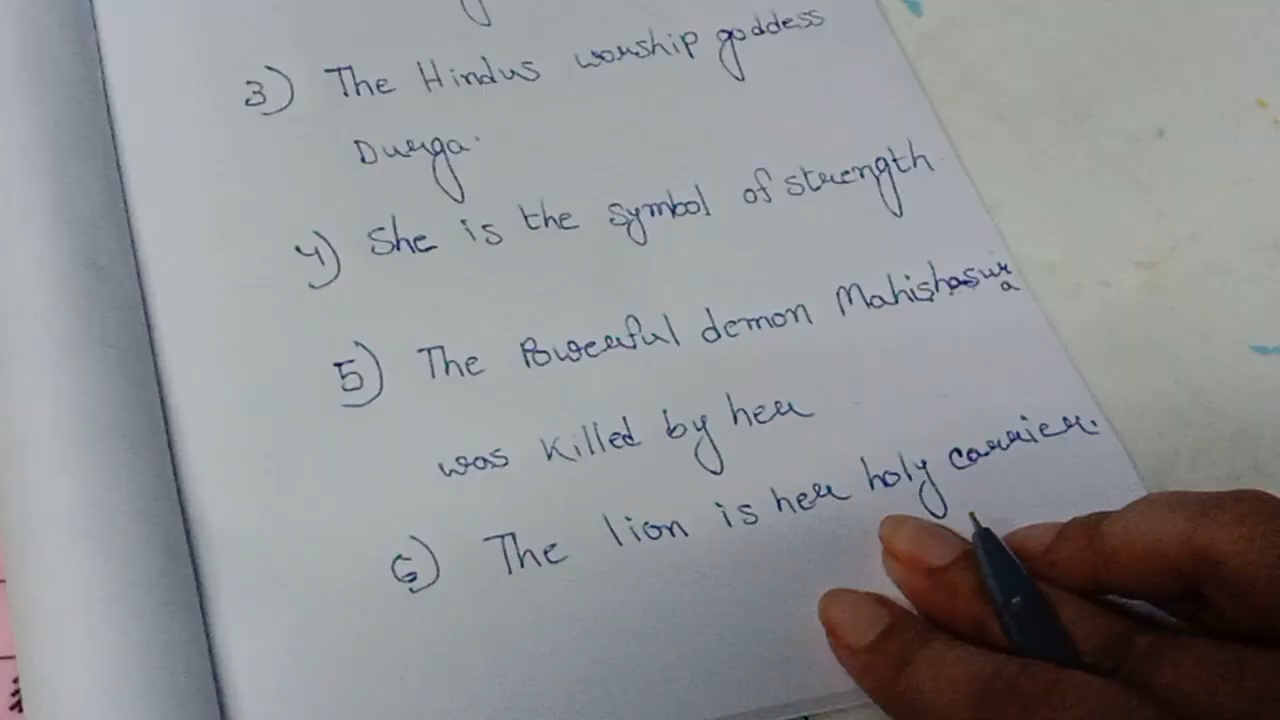 3) The Hindus worship goddess
Durga.
4) She is the symbol of strength
5) The Powerful demon Mahishasura
was killed by her
6) The lion is her holy carrier.